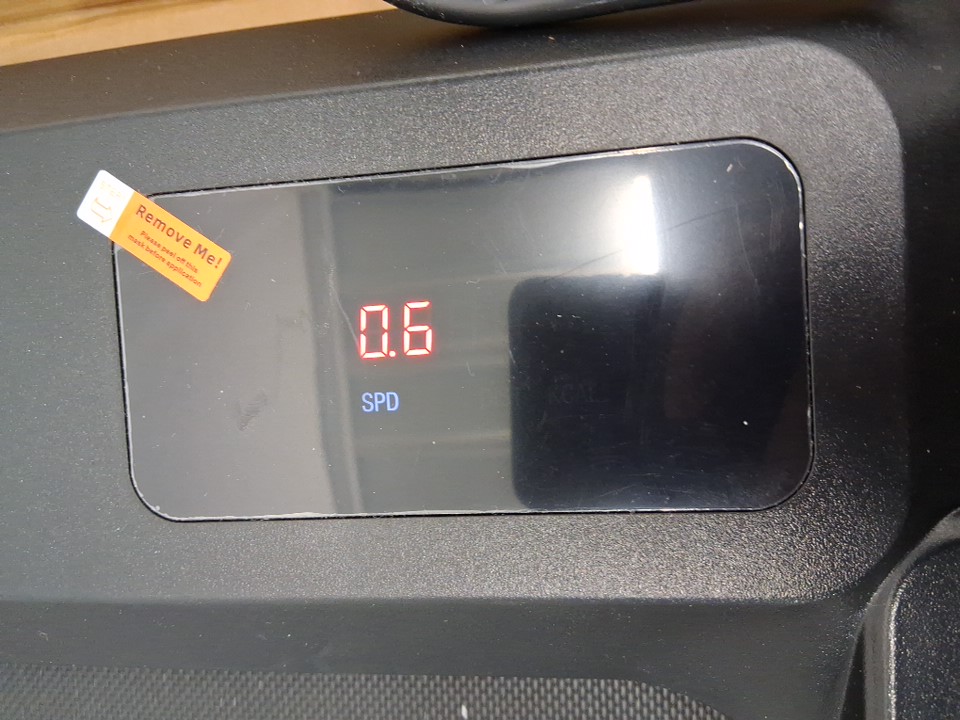 Remove Me!
Please peel off this
mask before application
0.6
SPD